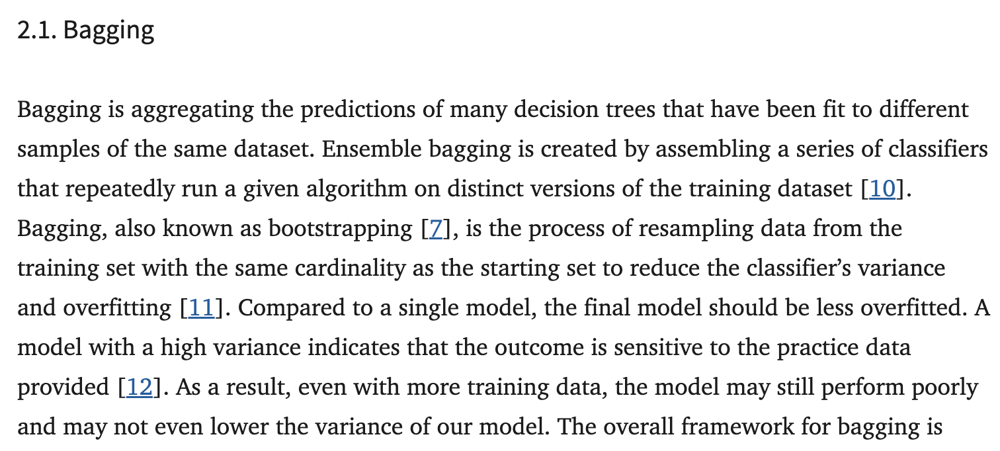 2.1. Bagging
Bagging is aggregating the predictions of many decision trees that have been fit to different
samples of the same dataset. Ensemble bagging is created by assembling a series of classifiers
that repeatedly run a given algorithm on distinct versions of the training dataset [10].
Bagging, also known as bootstrapping [7], is the process of resampling data from the
training set with the same cardinality as the starting set to reduce the classifier’s variance
and overfitting [11]. Compared to a single model, the final model should be less overfitted. A
model with a high variance indicates that the outcome is sensitive to the practice data
provided [12]. As a result, even with more training data, the model may still perform poorly
and may not even lower the variance of our model. The overall framework for bagging is